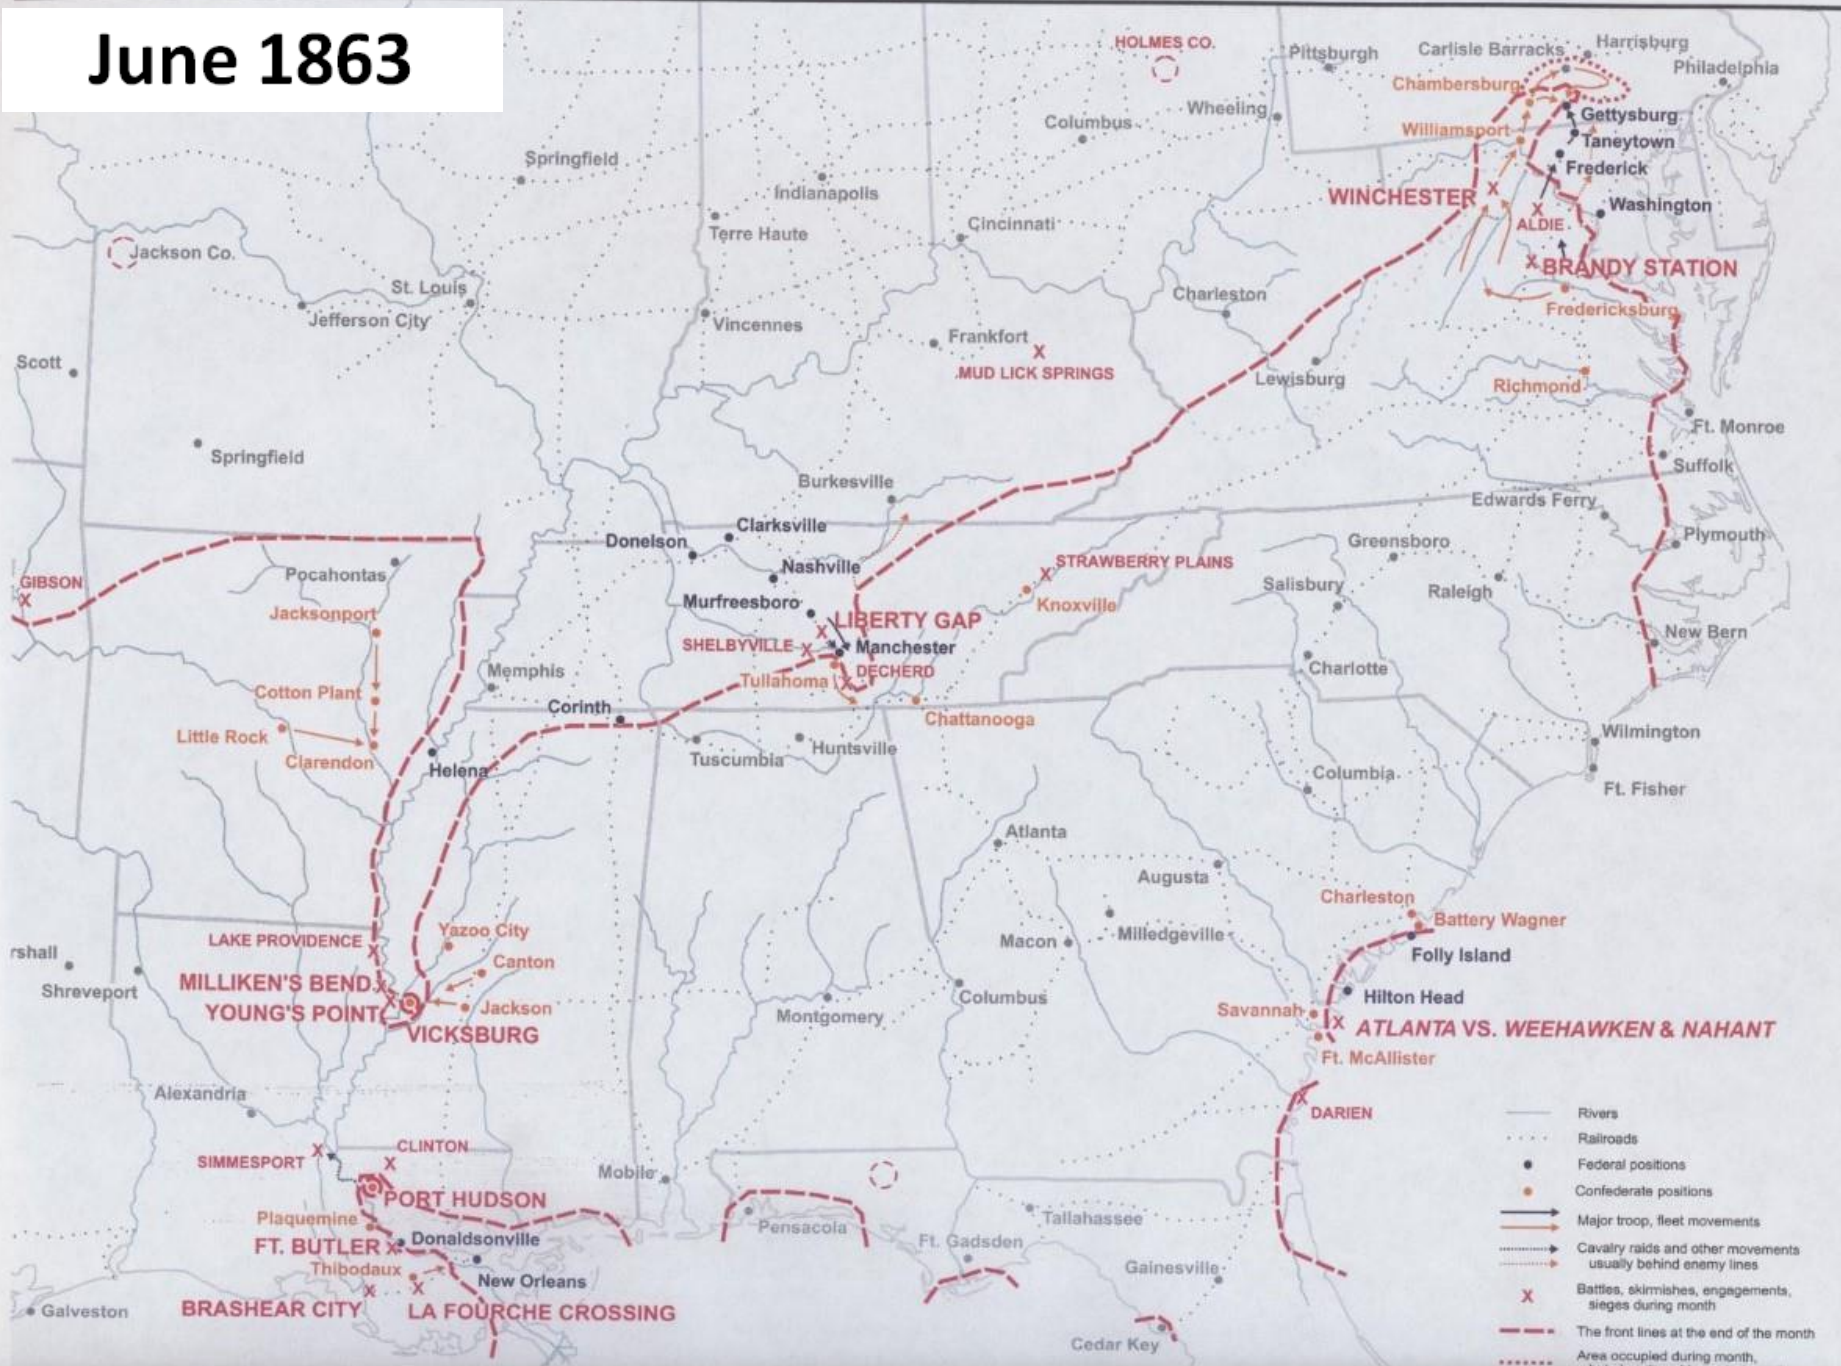 June 1863
HOLMES CO.
Pittsburgh
Carlisle Barracks
Harrisburg
Philadelphia
Chambersburg
Wheeling
Columbus
Gettysburg
Williamsport
Taneytown
Springfield
Frederick
Indianapolis
WINCHESTER
Washington
Terre Haute
Cincinnati
ALDIE
Jackson Co.
BRANDY STATION
St. Louis
Charleston
Jefferson City
Vincennes
Fredericksburg
Frankfort
Scott
MUD LICK SPRINGS
Lewisburg
Richmond
Ft. Monroe
Springfield
Suffolk
Burkesville
Edwards Ferry
Clarksville
Donelson
Plymouth
Greensboro
Nashville
STRAWBERRY PLAINS
Pocahontas
GIBSON
Salisbury
Raleigh
Murfreesboro
Knoxville
Jacksonport
LIBERTY GAP
New Bern
SHELBYVILLE
Manchester
Charlotte
Memphis
DECHERD
Tullahoma
Cotton Plant
Corinth
Chattanooga
Little Rock
Wilmington
Huntsville
Clarendon
Tuscumbia
Helena
Columbia
Ft. Fisher
Atlanta
Augusta
Charleston
Battery Wagner
Yazoo City
Milledgeville
LAKE PROVIDENCE
Macon
rshall
Folly Island
Canton
MILLIKEN'S BEND
Shreveport
Columbus
Hilton Head
Jackson
YOUNG'S POINT
Savannah
Montgomery
VICKSBURG
ATLANTA VS. WEEHAWKEN & NAHANT
Ft. McAllister
Alexandria
DARIEN
Rivers
Railroads
CLINTON
SIMMESPORT
Federal positions
Mobile
Confederate positions
PORT HUDSON
Plaquemine
Pensacola
Tallahassee
Major troop, fleet movements
Donaldsonville
FT. BUTLER
Ft. Gadsden
Cavalry raids and other movements
usually behind enemy lines
Thibodaux
Gainesville
New Orleans
Battles, skirmishes, engagements,
sieges during month
BRASHEAR CITY
LA FOURCHE CROSSING
Galveston
The front lines at the end of the month
Cedar Key
Area occupied during month,